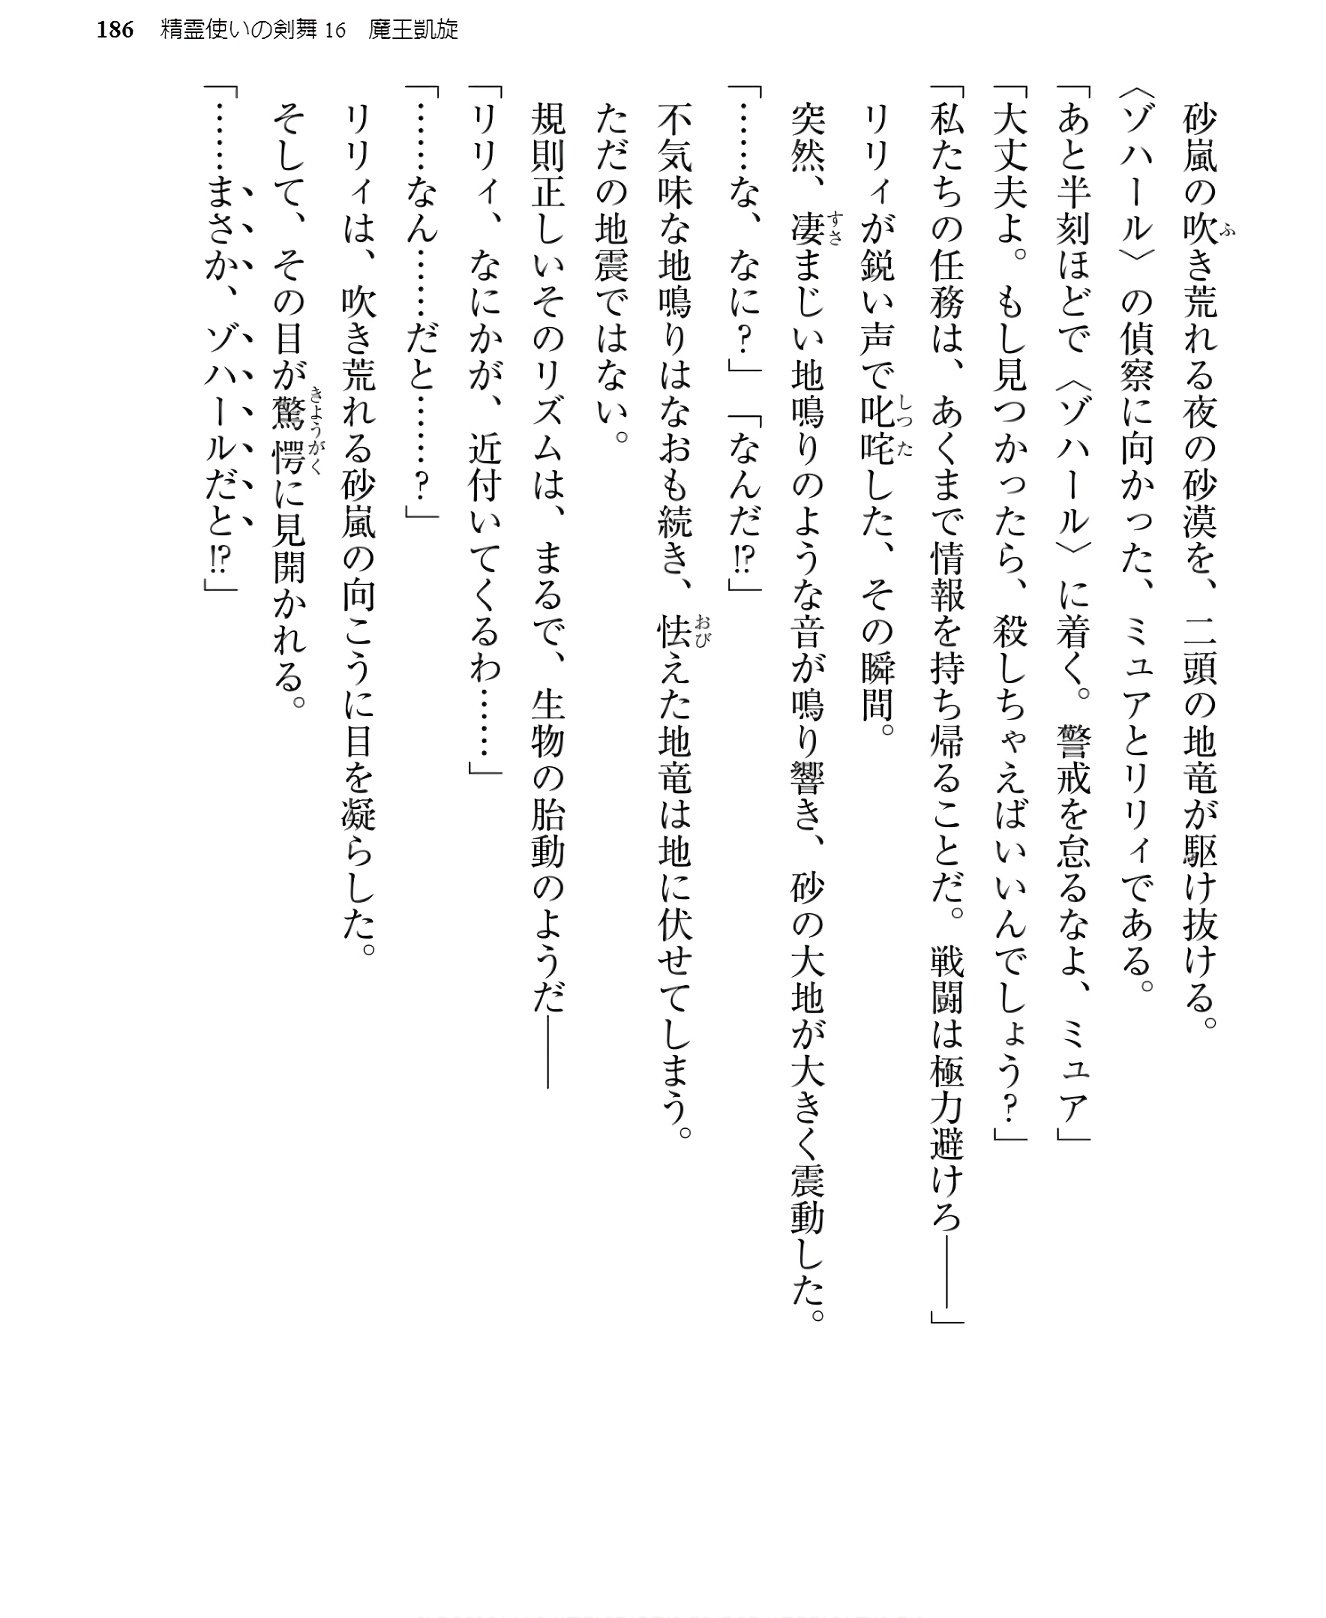 186 精霊使いの剣舞16 魔王凱旋
砂嵐の吹き荒れる夜の砂漠を、二頭の地竜が駆け抜ける。
〈ゾハール〉の偵察に向かった、ミュアとリリィである。
「あと半刻ほどで〈ゾハール〉に着く。警戒を怠るなよ、ミュア」
「大丈夫よ。もし見つかったら、殺しちゃえばいいんでしょう?」
「私たちの任務は、あくまで情報を持ち帰ることだ。戦闘は極力避けろ――」
リリィが鋭い声で叱咤した、その瞬間。
突然、凄まじい地鳴りのような音が鳴り響き、砂の大地が大きく震動した。
「……な、なに?」「なんだ!?」
不気味な地鳴りはなおも続き、怯えた地竜は地に伏せてしまう。
ただの地震ではない。
規則正しいそのリズムは、まるで、生物の胎動のようだ――
「リリィ、なにかが、近付いてくるわ……」
「……なん……だと……?」
リリィは、吹き荒れる砂嵐の向こうに目を凝らした。
そして、その目が驚愕に見開かれる。
「……まさか、ゾハールだと!?」